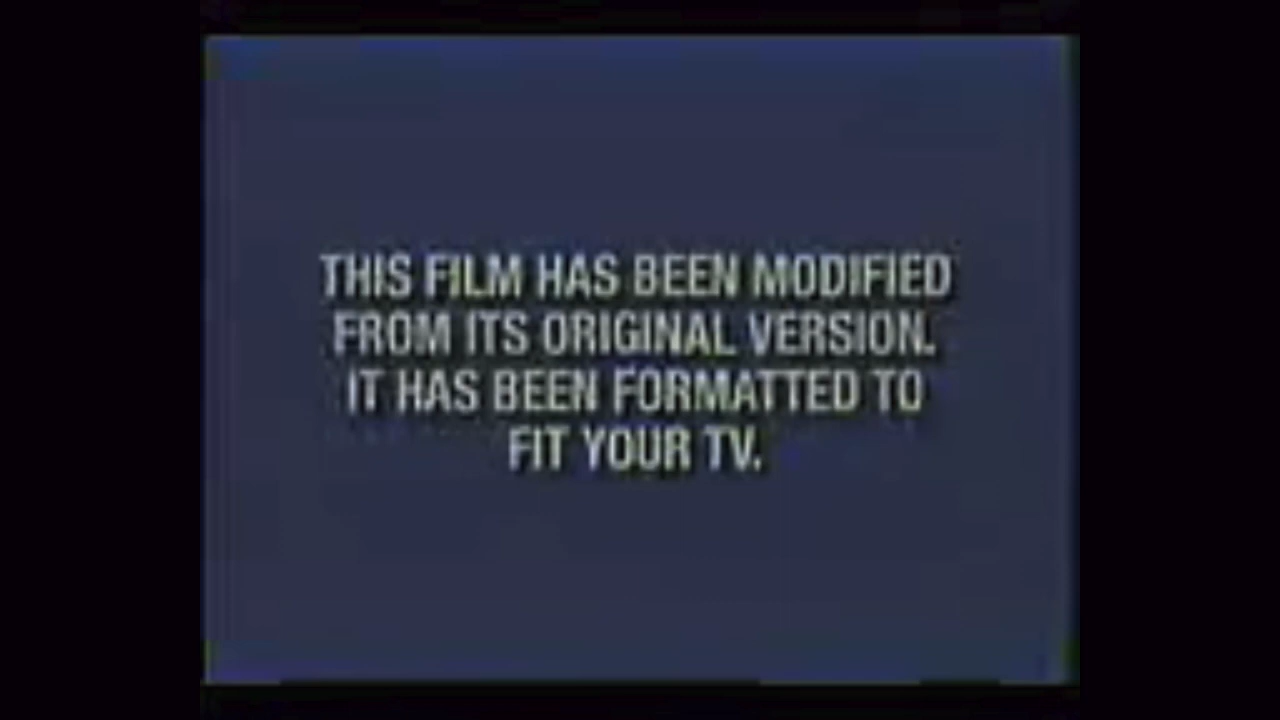 THIS FILM HAS BEEN MODIFIED
FROM ITS ORIGINAL VERSION.
IT HAS BEEN FORMATTED TO
FIT YOUR TV.